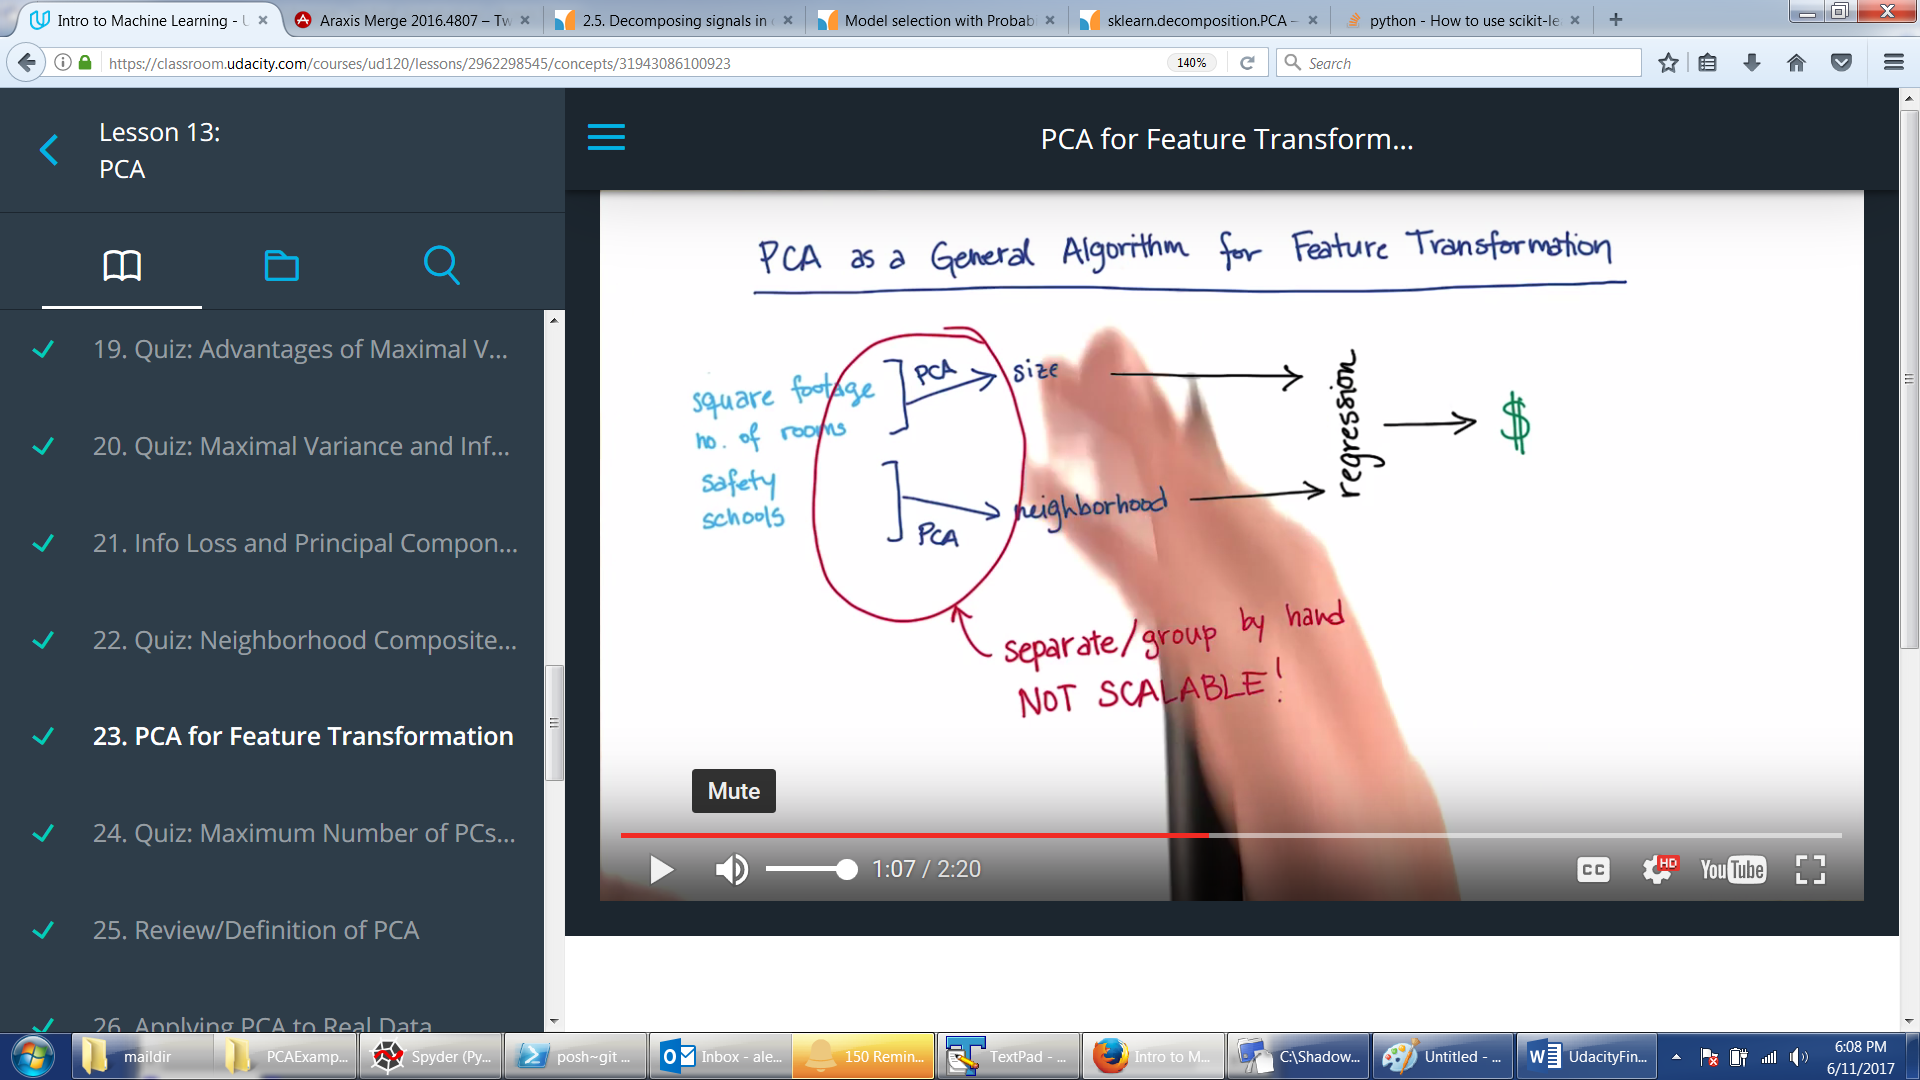 Intro to Machine Learning - U
Araxis Merge 2016.4807 – Tw
2.5. Decomposing signals in
Model selection with Probab
sklearn.decomposition.PCA —
python - How to use scikit-le
https://classroom.udacity.com/courses/ud120/lessons/2962298545/concepts/31943086100923
140%
Search
Lesson 13:
PCA
PCA for Feature Transform...
19. Quiz: Advantages of Maximal V...
20. Quiz: Maximal Variance and Inf...
21. Info Loss and Principal Compon...
22. Quiz: Neighborhood Composite...
23. PCA for Feature Transformation
24. Quiz: Maximum Number of PCs...
25. Review/Definition of PCA
26. Applying PCA to Real Data
PCA as a General Algorithm for Feature Transformation
square footage
no. of rooms
safety
schools
PCA
size
PCA
neighborhood
regression
$
separate/group by hand
NOT SCALABLE!
Mute
1:07 / 2:20
CC
HD
YouTube
maildir
PCAExamp...
Spyder (Py...
posh~git ...
Inbox - ale...
150 Remin...
TextPad - ...
Intro to M...
C:\Shadow...
Untitled - ...
UdacityFin...
6:08 PM
6/11/2017